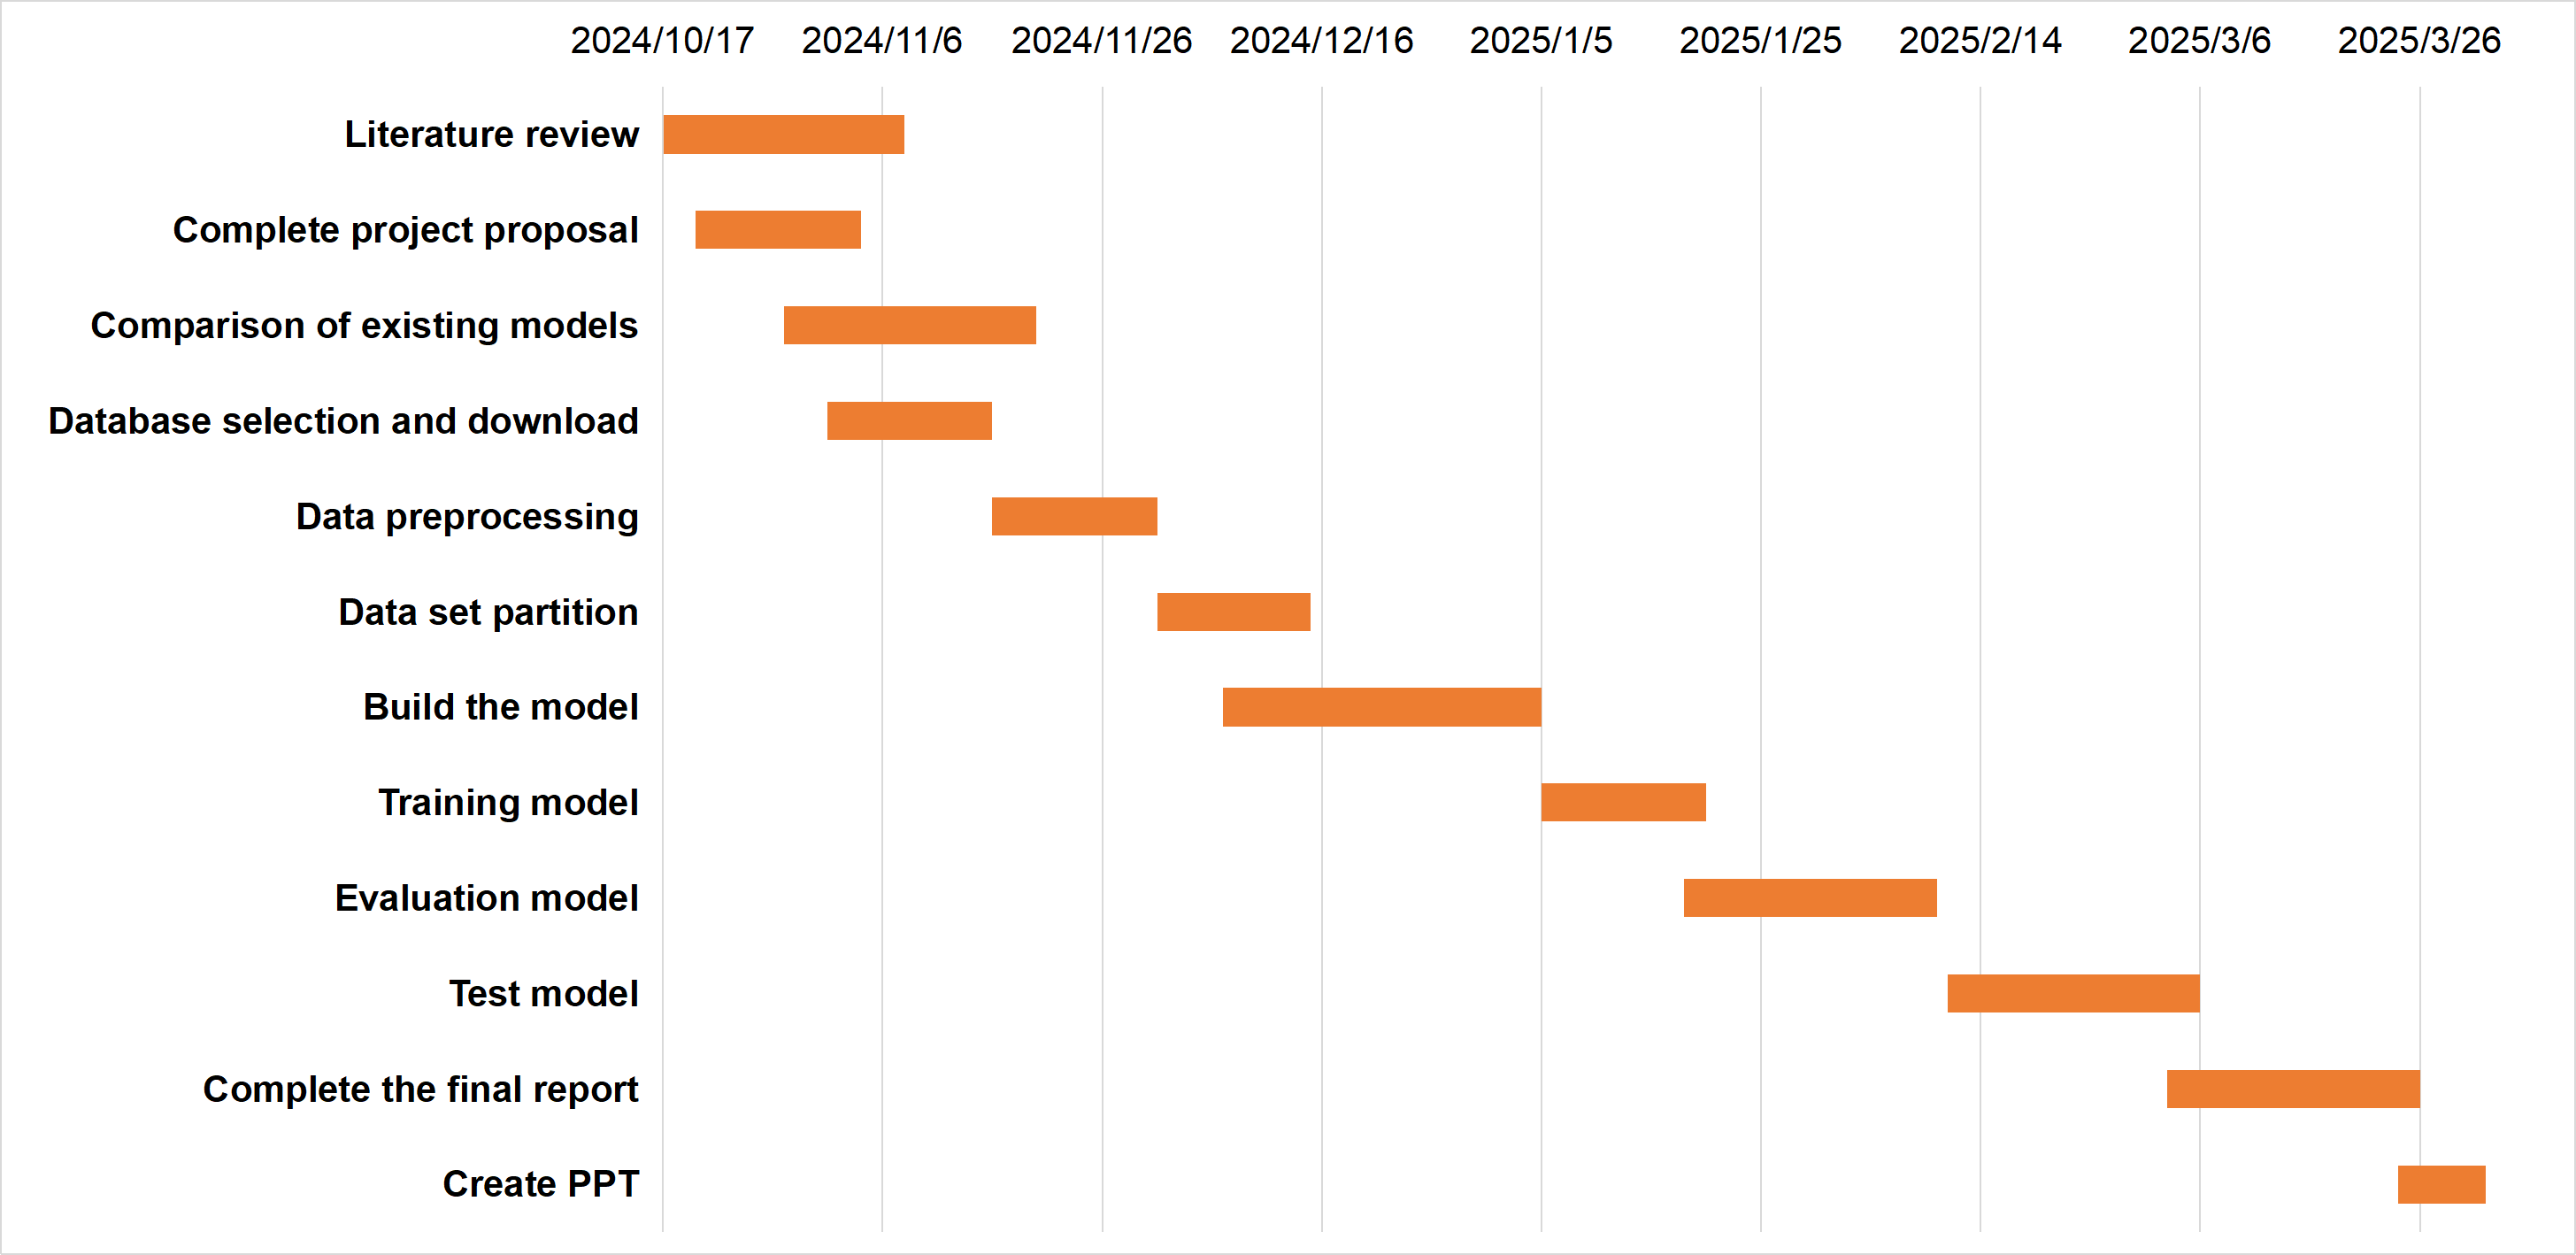 2024/10/17 2024/11/6 2024/11/26 2024/12/16 2025/1/5 2025/1/25 2025/2/14 2025/3/6 2025/3/26
Literature review
Complete project proposal
Comparison of existing models
Database selection and download
Data preprocessing
Data set partition
Build the model
Training model
Evaluation model
Test model
Complete the final report
Create PPT